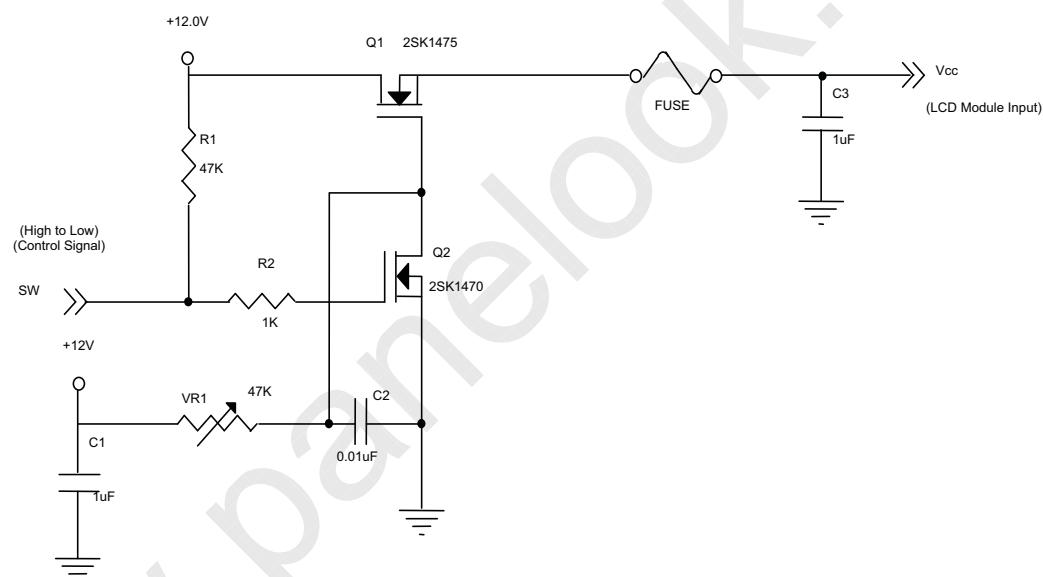 +12.0V
Q1 2SK1475
Vcc
(LCD Module Input)
FUSE
C3
1uF
R1
47K
(High to Low)
(Control Signal)
SW
R2
1K
Q2
2SK1470
+12V
VR1
47K
C2
0.01uF
C1
1uF
panelook.